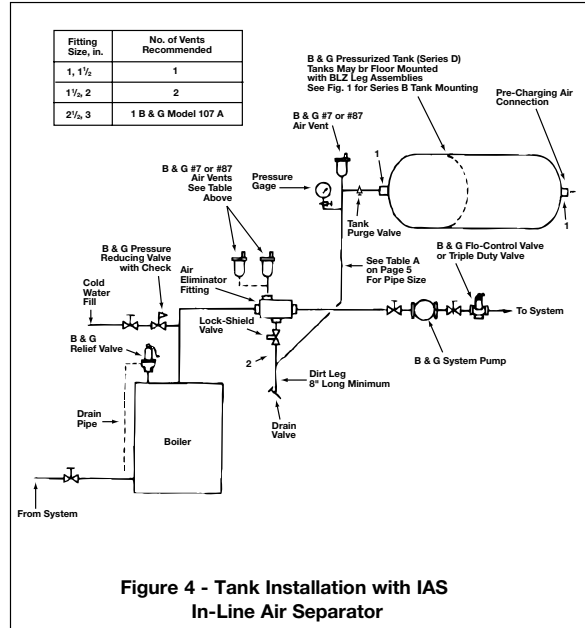 Fitting Size, in.
No. of Vents Recommended
1, 1½
1
1½, 2
2
2½, 3
1 B & G Model 107 A
B & G Pressurized Tank (Series D)
Tanks May br Floor Mounted
with BLZ Leg Assemblies
See Fig. 1 for Series B Tank Mounting
Pre-Charging Air
Connection
B & G #7 or #87
Air Vent
1
Pressure
Gage
1
Tank
Purge Valve
B & G #7 or #87
Air Vents
See Table
Above
B & G Flo-Control Valve
or Triple Duty Valve
B & G Pressure
Reducing Valve
with Check
Air
Eliminator
Fitting
See Table A
on Page 5
For Pipe Size
Cold
Water
Fill
To System
Lock-Shield
Valve
B & G
Relief Valve
B & G System Pump
2
Dirt Leg
8" Long Minimum
Drain
Pipe
Drain
Valve
Boiler
From System
Figure 4 - Tank Installation with IAS
In-Line Air Separator